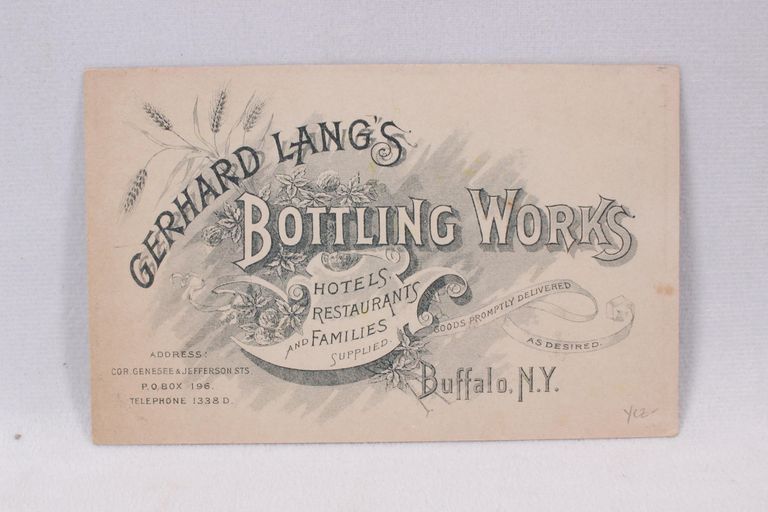 GERHARD LANG'S
BOTTLING WORKS
HOTELS,
RESTAURANTS
AND FAMILIES
SUPPLIED.
GOODS PROMPTLY DELIVERED
AS DESIRED.
ADDRESS:
COR. GENESEE & JEFFERSON STS
P.O. BOX 196.
TELEPHONE 1338 D.
Buffalo, N.Y.